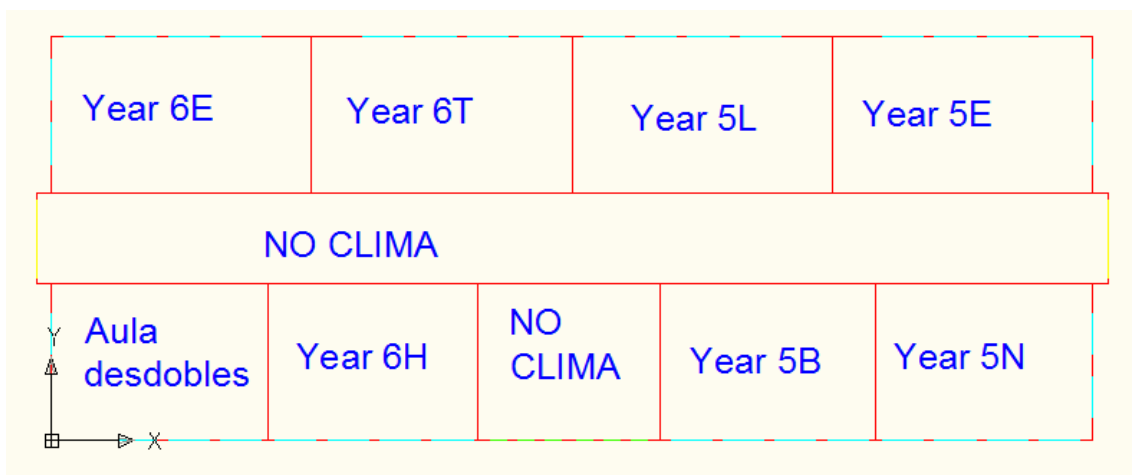 Year 6E
Year 6T
Year 5L
Year 5E
NO CLIMA
Aula
desdobles
Year 6H
NO
CLIMA
Year 5B
Year 5N
Y
X